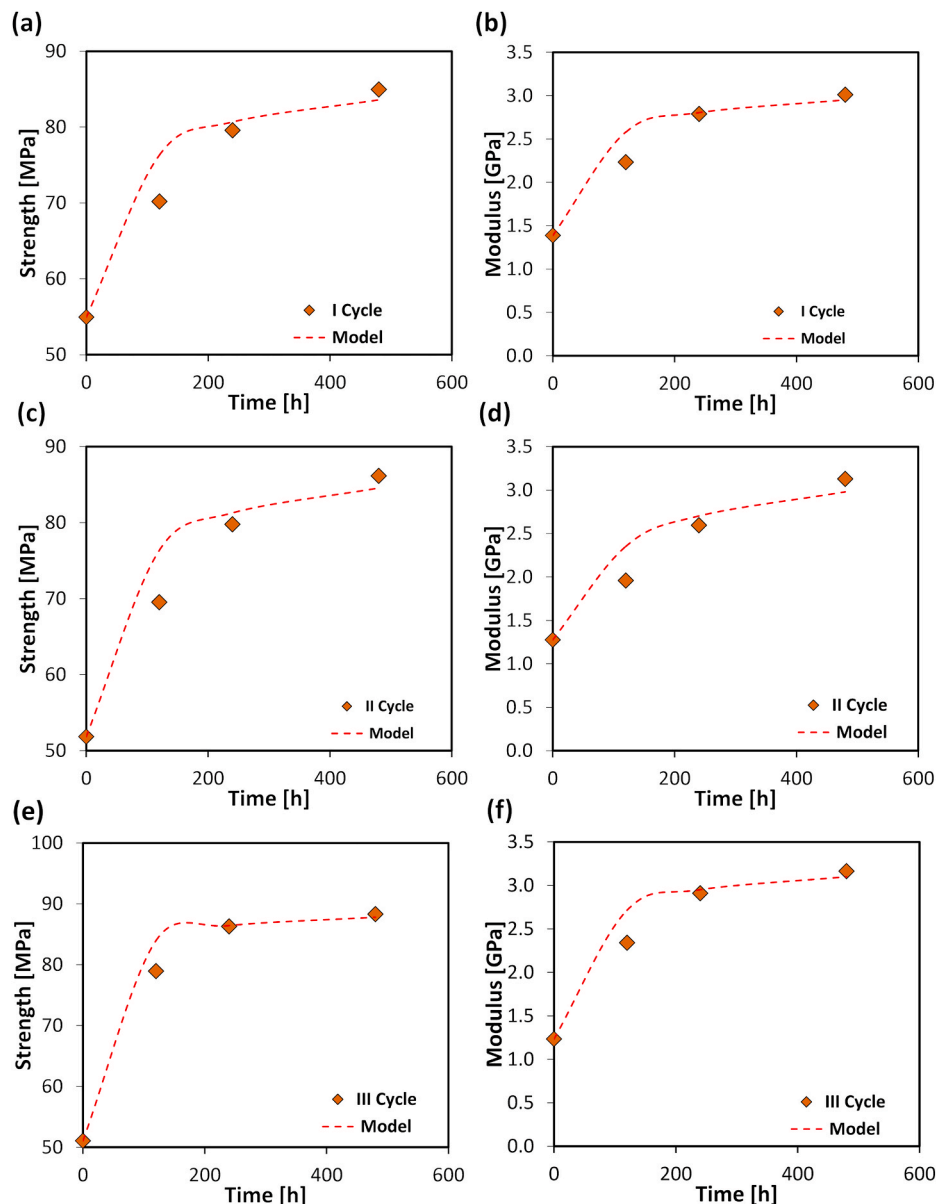 (a)
(b)
90
80
70
60
50
Strength [MPa]
0
200
400
600
Time [h]
I Cycle
Model
3.5
3.0
2.5
2.0
1.5
1.0
0.5
0.0
Modulus [GPa]
0
200
400
600
Time [h]
I Cycle
Model
(c)
(d)
90
80
70
60
50
Strength [MPa]
0
200
400
600
Time [h]
II Cycle
Model
3.5
3.0
2.5
2.0
1.5
1.0
0.5
0.0
Modulus [GPa]
0
200
400
600
Time [h]
II Cycle
Model
(e)
(f)
100
90
80
70
60
50
Strength [MPa]
0
200
400
600
Time [h]
III Cycle
Model
3.5
3.0
2.5
2.0
1.5
1.0
0.5
0.0
Modulus [GPa]
0
200
400
600
Time [h]
III Cycle
Model